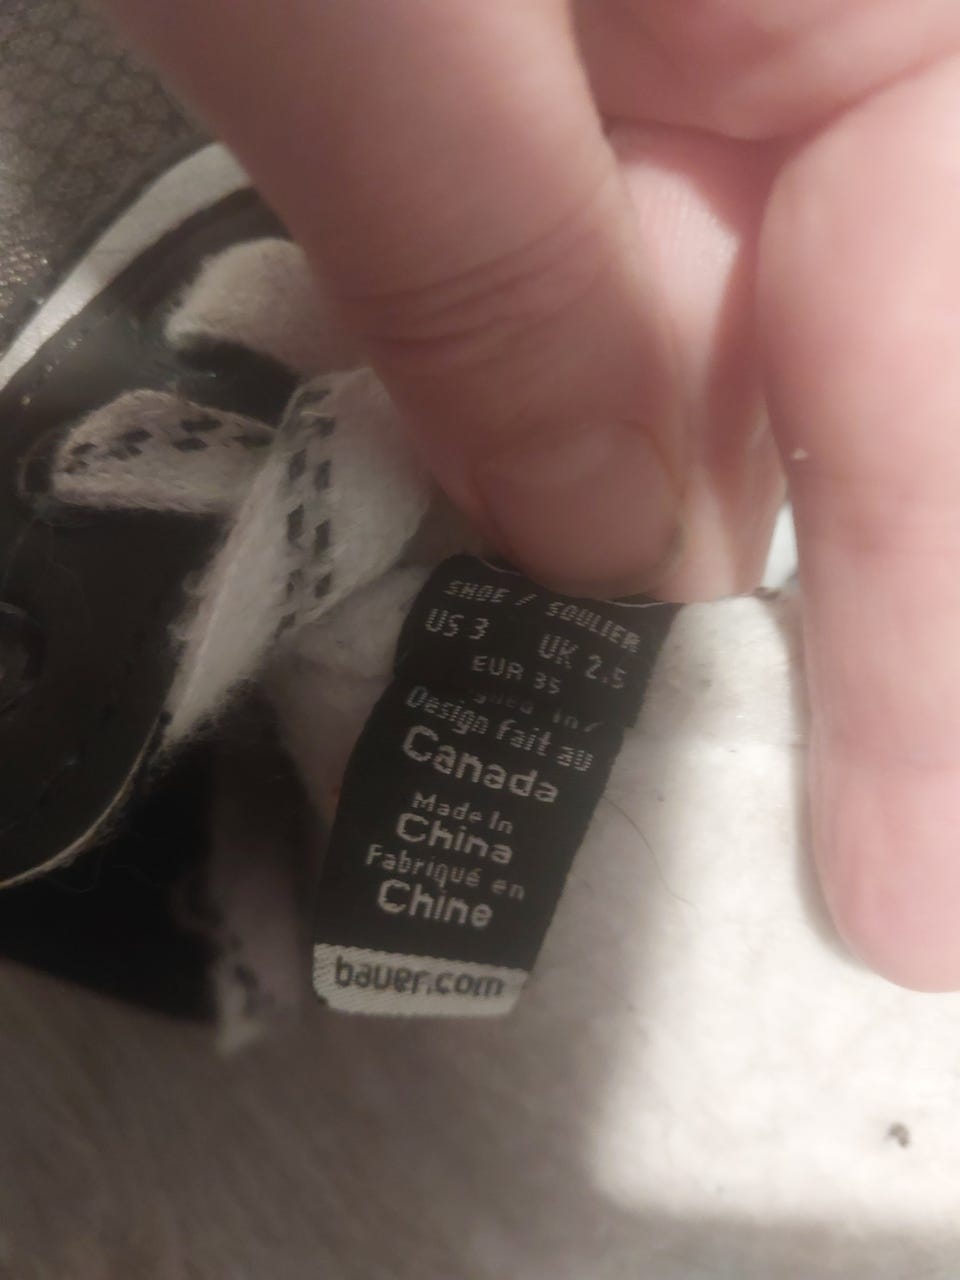 SHOE / SOULIER
US 3 UK 2.5
EUR 35
Design fait au
Canada
Made In
China
Fabriqué en
Chine
bauer.com